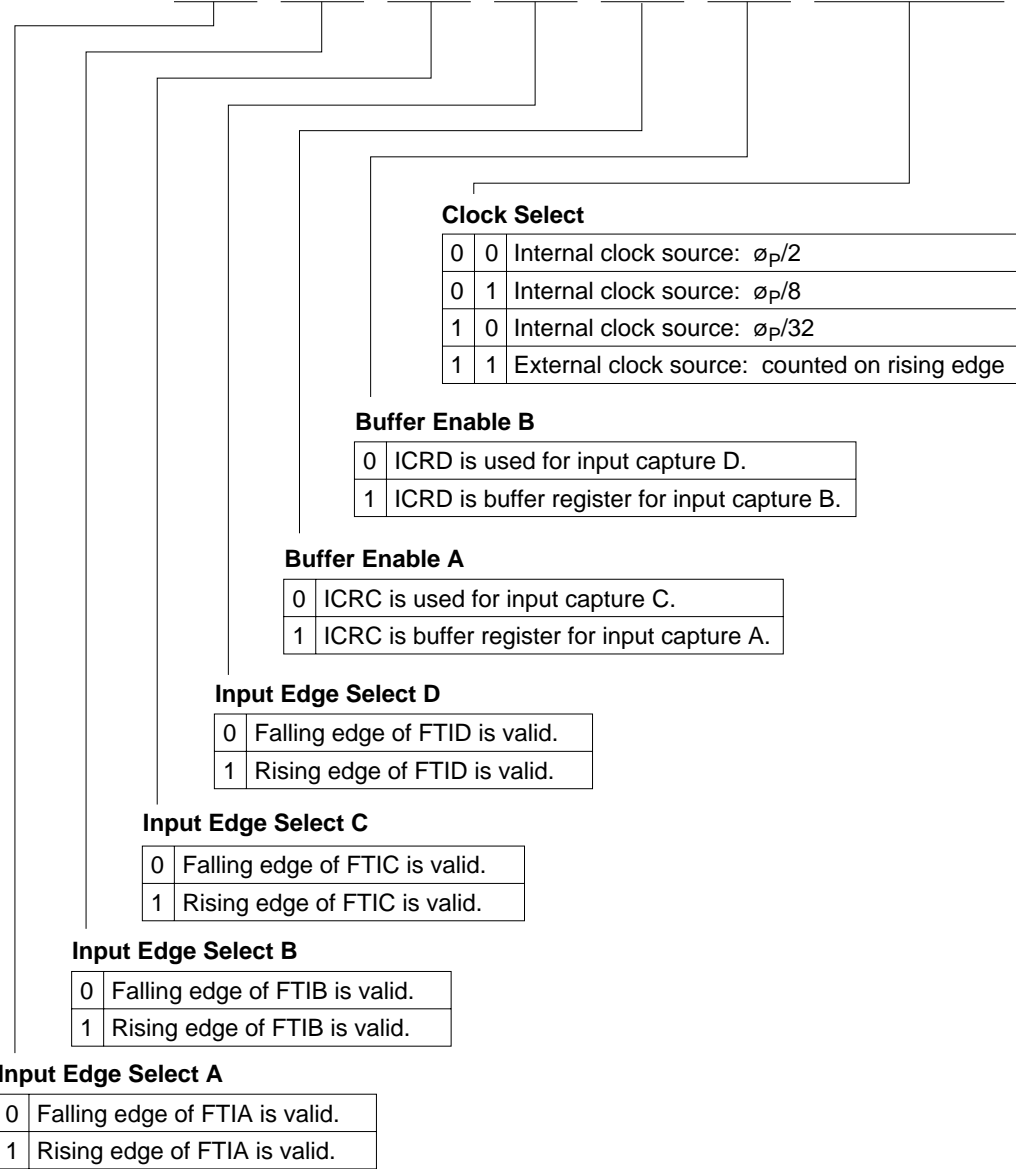 Clock Select
0 0 Internal clock source: øP/2
0 1 Internal clock source: øP/8
1 0 Internal clock source: øP/32
1 1 External clock source: counted on rising edge
Buffer Enable B
0 ICRD is used for input capture D.
1 ICRD is buffer register for input capture B.
Buffer Enable A
0 ICRC is used for input capture C.
1 ICRC is buffer register for input capture A.
Input Edge Select D
0 Falling edge of FTID is valid.
1 Rising edge of FTID is valid.
Input Edge Select C
0 Falling edge of FTIC is valid.
1 Rising edge of FTIC is valid.
Input Edge Select B
0 Falling edge of FTIB is valid.
1 Rising edge of FTIB is valid.
Input Edge Select A
0 Falling edge of FTIA is valid.
1 Rising edge of FTIA is valid.